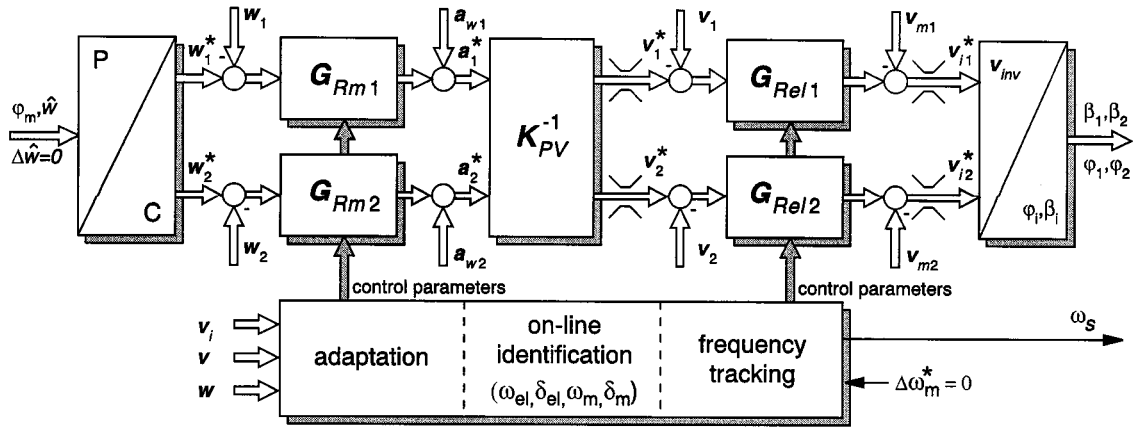 P
C
φm,ŵ
Δŵ=0
w1
w1*
-
w2*
-
w2
GRm1
GRm2
aw1
a1*
a2*
aw2
KPV-1
v1*
v1
-
v2*
-
v2
GRel1
GRel2
vm1
vi1*
-
vi2*
-
vm2
vinv
φi,βi
β1,β2
φ1,φ2
control parameters
control parameters
vi
v
w
adaptation
on-line
identification
(ωel,δel,ωm,δm)
frequency
tracking
ωS
Δωm* = 0